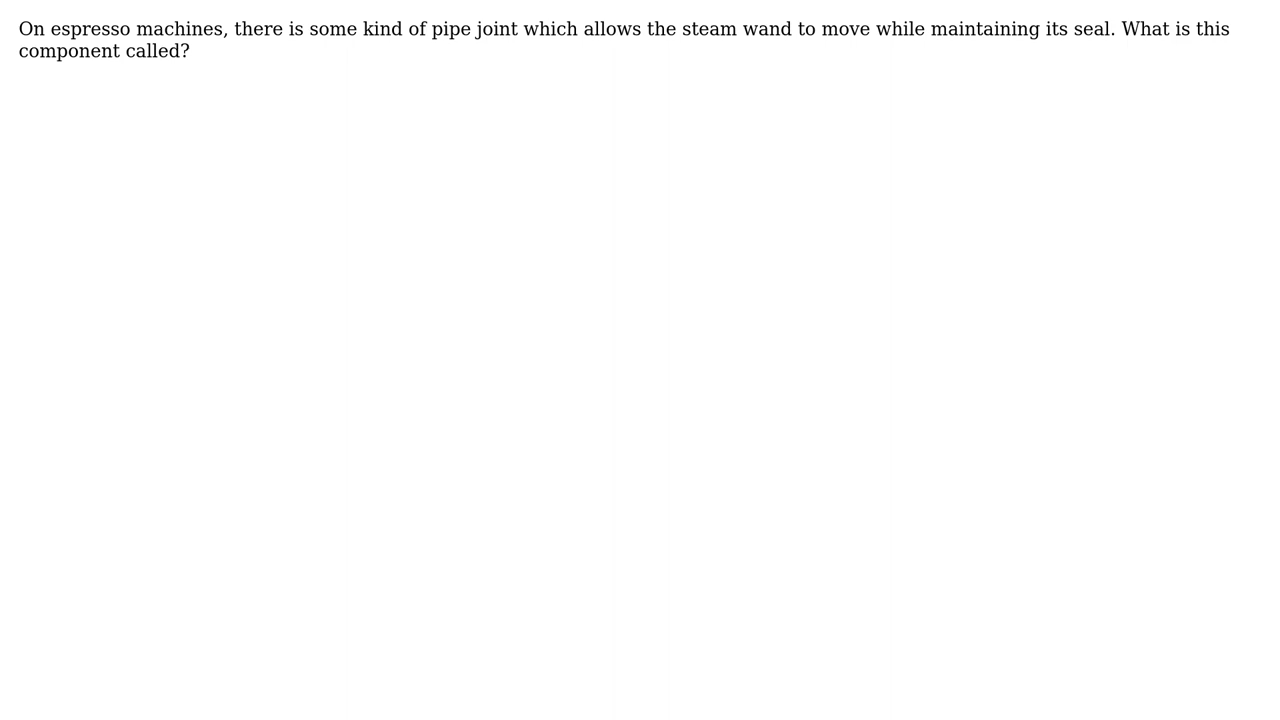 On espresso machines, there is some kind of pipe joint which allows the steam wand to move while maintaining its seal. What is this
component called?